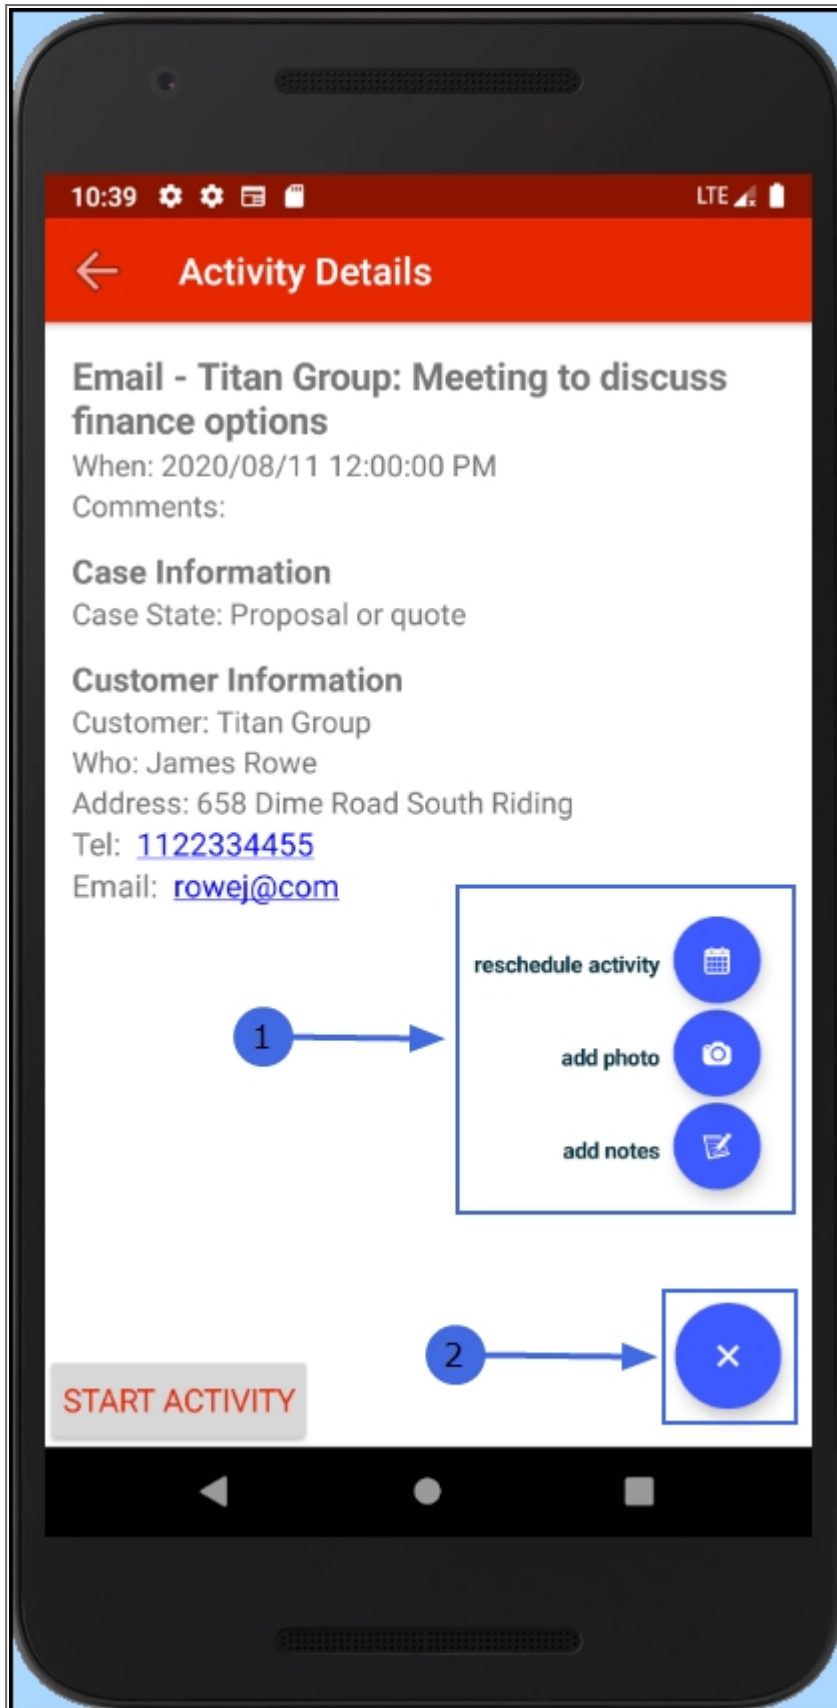 10:39
LTE
Activity Details
Email - Titan Group: Meeting to discuss
finance options
When: 2020/08/11 12:00:00 PM
Comments:
Case Information
Case State: Proposal or quote
Customer Information
Customer: Titan Group
Who: James Rowe
Address: 658 Dime Road South Riding
Tel: 1122334455
Email: rowej@com
reschedule activity
1
add photo
add notes
2
START ACTIVITY